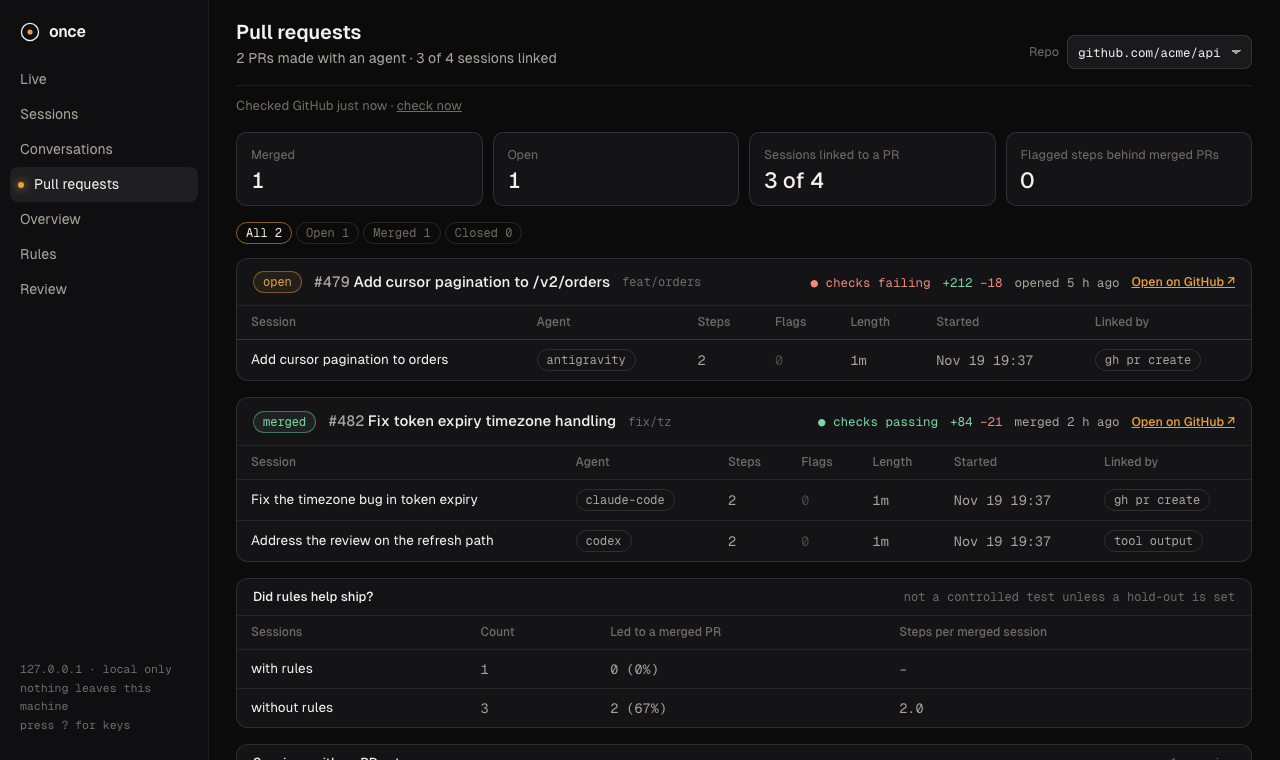 once
Live
Sessions
Conversations
Pull requests
Overview
Rules
Review
127.0.0.1 · local only
nothing leaves this
machine
press ? for keys
Pull requests
2 PRs made with an agent · 3 of 4 sessions linked
Repo github.com/acme/api
Checked GitHub just now · check now
Merged
1
Open
1
Sessions linked to a PR
3 of 4
Flagged steps behind merged PRs
0
All 2 Open 1 Merged 1 Closed 0
open #479 Add cursor pagination to /v2/orders feat/orders ● checks failing +212 −18 opened 5 h ago Open on GitHub ↗
Session Agent Steps Flags Length Started Linked by
Add cursor pagination to orders antigravity 2 0 1m Nov 19 19:37 gh pr create
merged #482 Fix token expiry timezone handling fix/tz ● checks passing +84 −21 merged 2 h ago Open on GitHub ↗
Session Agent Steps Flags Length Started Linked by
Fix the timezone bug in token expiry claude-code 2 0 1m Nov 19 19:37 gh pr create
Address the review on the refresh path codex 2 0 1m Nov 19 19:37 tool output
Did rules help ship? not a controlled test unless a hold-out is set
Sessions Count Led to a merged PR Steps per merged session
with rules 1 0 (0%) –
without rules 3 2 (67%) 2.0